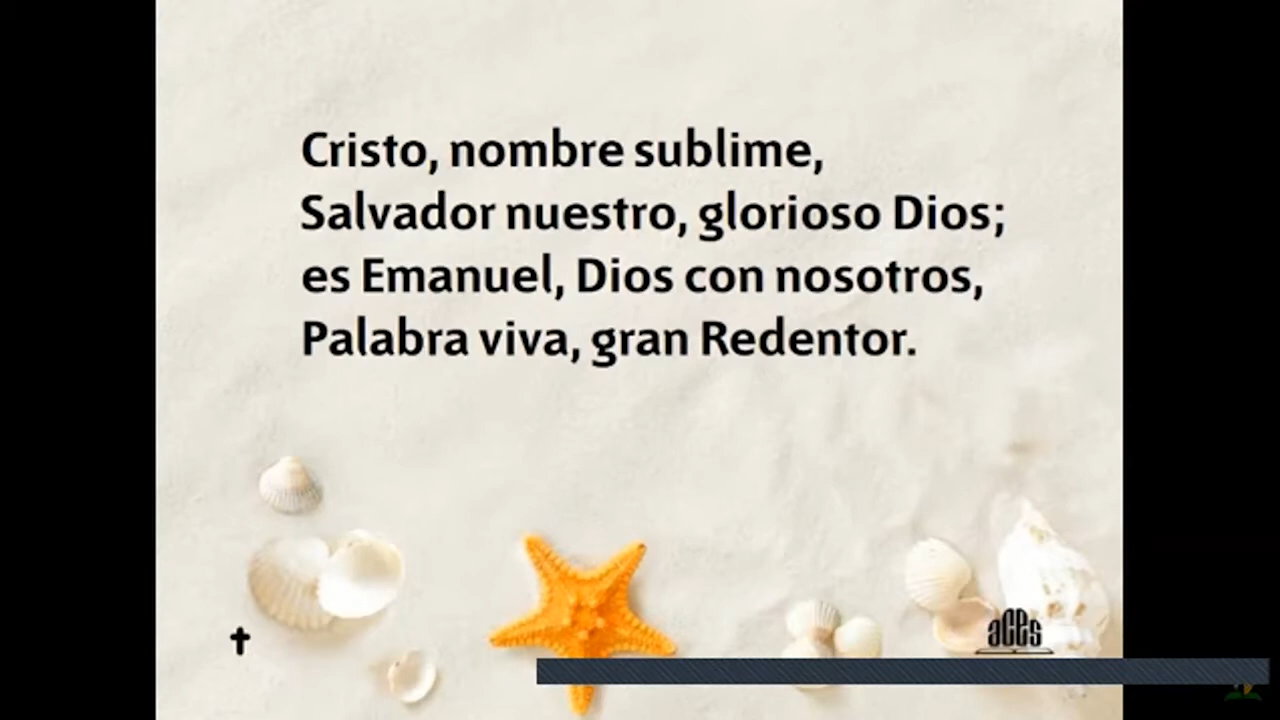 Cristo, nombre sublime,
Salvador nuestro, glorioso Dios;
es Emanuel, Dios con nosotros,
Palabra viva, gran Redentor.
aCes